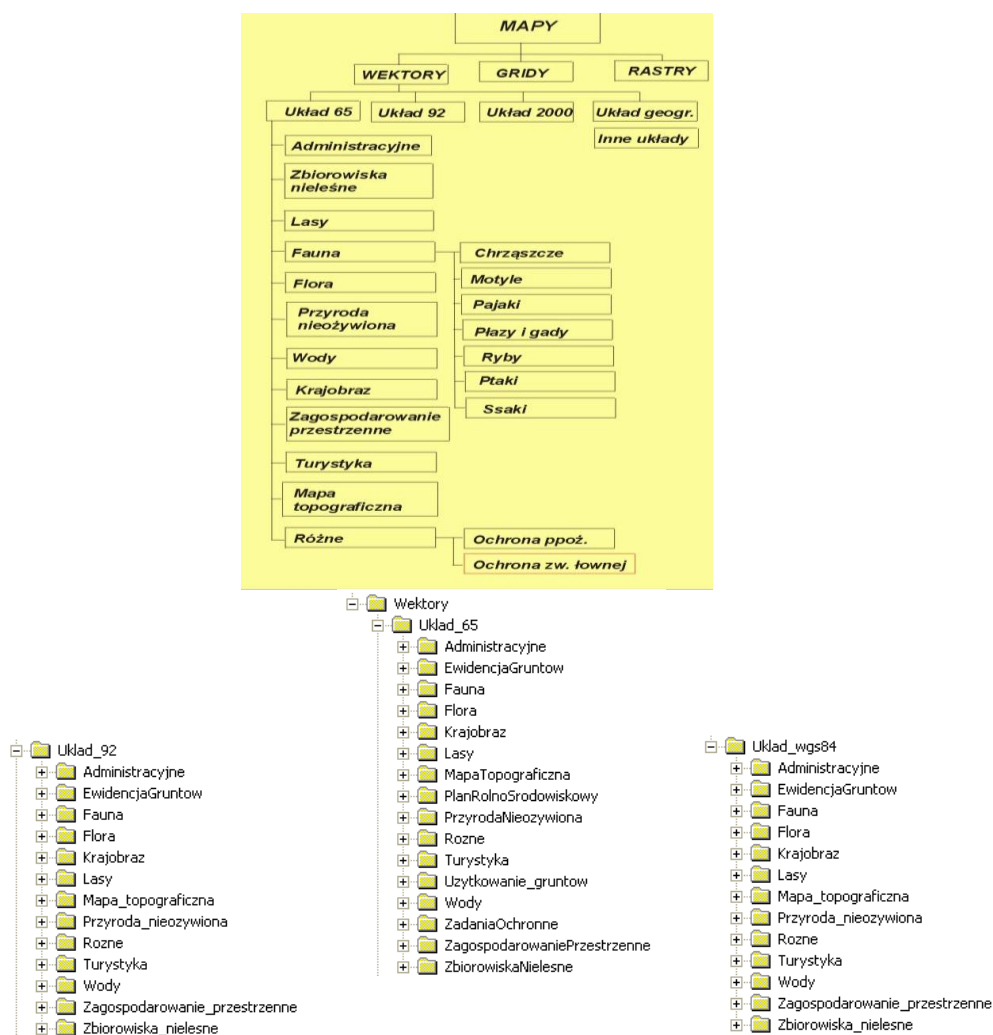 MAPY
WEKTORY
GRIDY
RASTRY
Układ 65
Układ 92
Układ 2000
Układ geogr.
Inne układy
Administracyjne
Zbiorowiska
nieleśne
Lasy
Fauna
Chrząszcze
Motyle
Flora
Pajaki
Przyroda
nieożywiona
Płazy i gady
Wody
Ryby
Ptaki
Krajobraz
Ssaki
Zagospodarowanie
przestrzenne
Turystyka
Mapa
topograficzna
Różne
Ochrona ppoż.
Ochrona zw. łownej
Wektory
Uklad_65
Administracyjne
EwidencjaGruntow
Fauna
Flora
Krajobraz
Lasy
MapaTopograficzna
PlanRolnoSrodowiskowy
PrzyrodaNieozywiona
Rozne
Turystyka
Uzytkowanie_gruntow
Wody
ZadaniaOchronne
ZagospodarowaniePrzestrzenne
ZbiorowiskaNielesne
Uklad_92
Administracyjne
EwidencjaGruntow
Fauna
Flora
Krajobraz
Lasy
Mapa_topograficzna
Przyroda_nieozywiona
Rozne
Turystyka
Wody
Zagospodarowanie_przestrzenne
Zbiorowiska_nielesne
Uklad_wgs84
Administracyjne
EwidencjaGruntow
Fauna
Flora
Krajobraz
Lasy
Mapa_topograficzna
Przyroda_nieozywiona
Rozne
Turystyka
Wody
Zagospodarowanie_przestrzenne
Zbiorowiska_nielesne